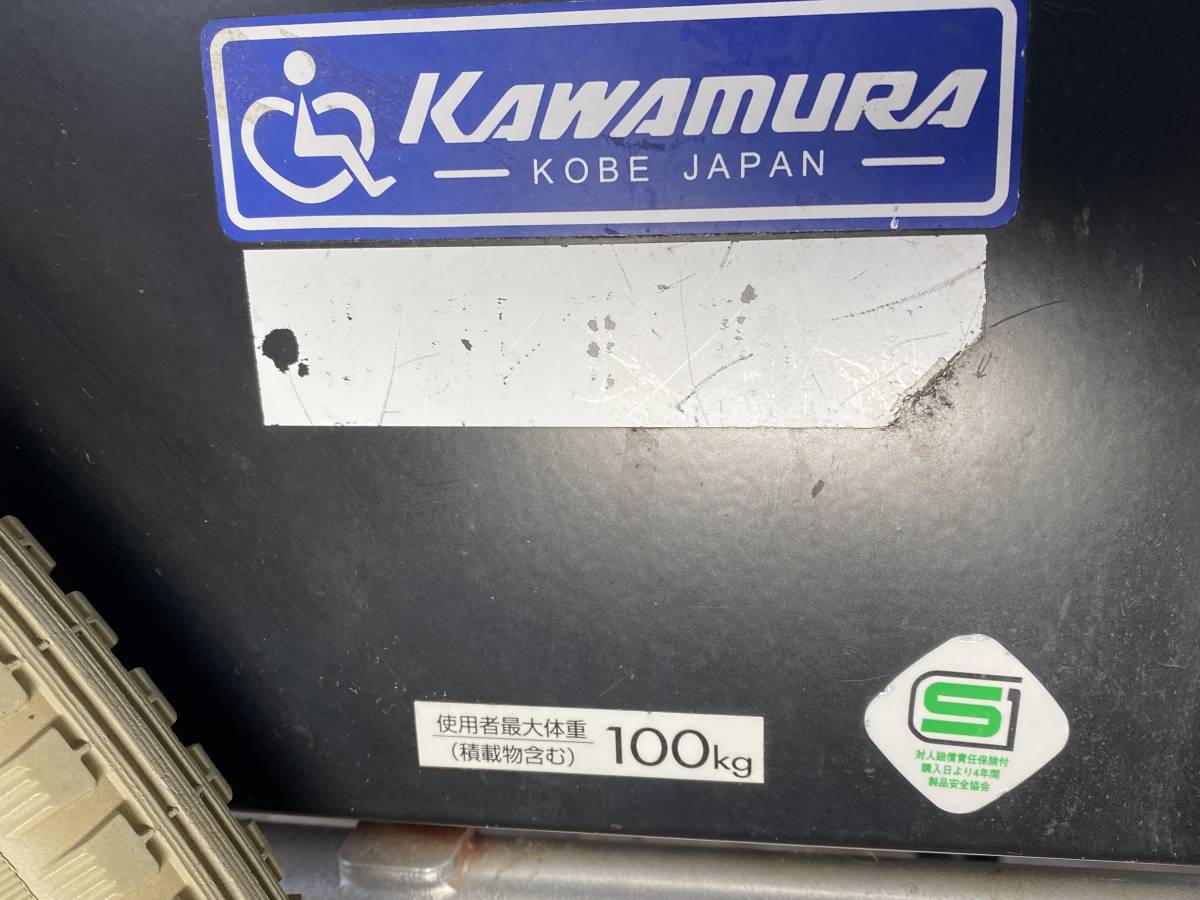 KAWAMURA
KOBE JAPAN
使用者最大体重
(積載物含む)
100kg
SG
対人賠償責任保険付
購入日より4年間
製品安全協会